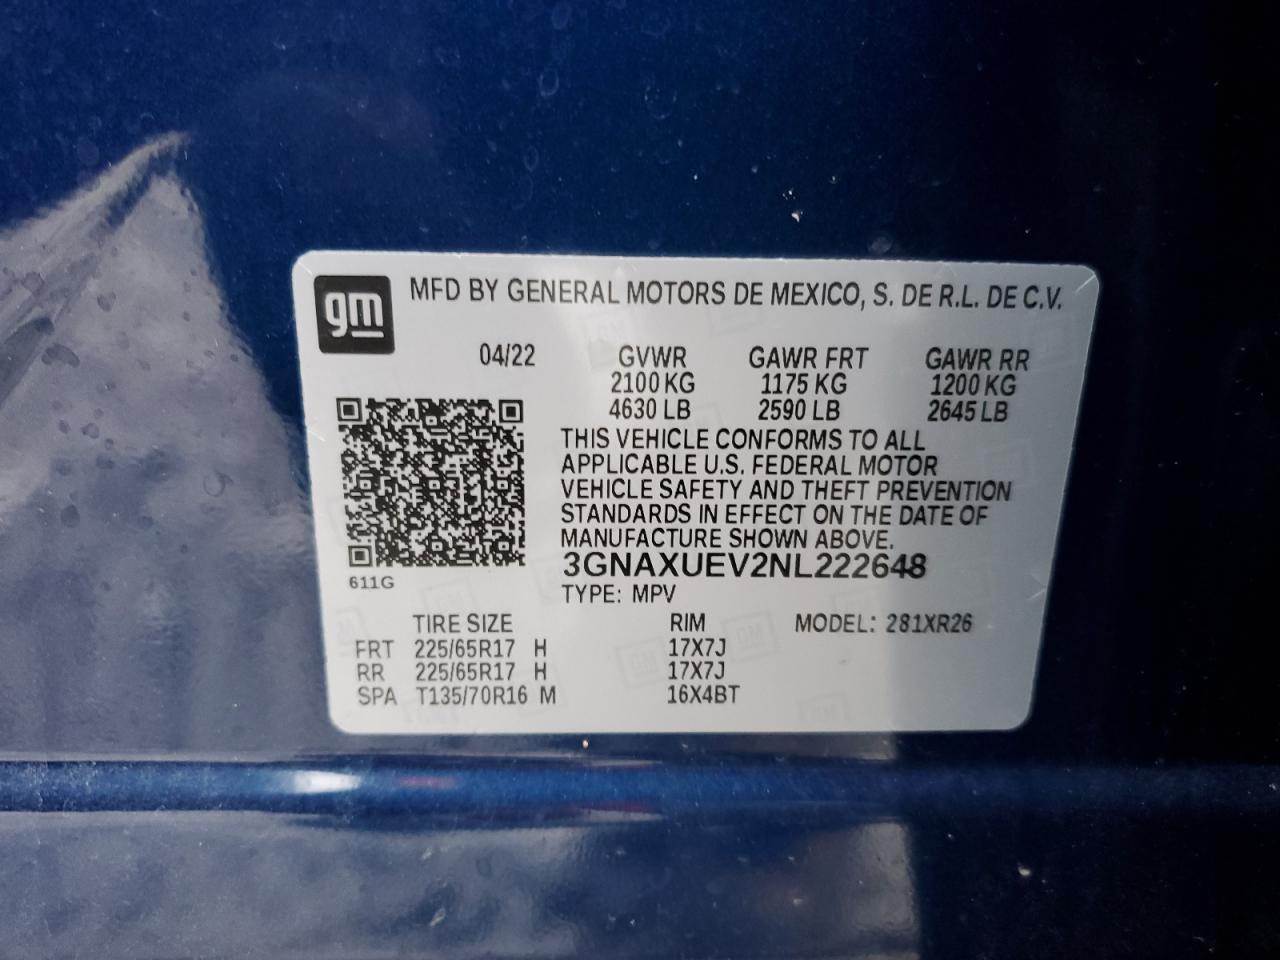 gm
MFD BY GENERAL MOTORS DE MEXICO, S. DE R.L. DE C.V.
04/22 GVWR GAWR FRT GAWR RR
2100 KG 1175 KG 1200 KG
4630 LB 2590 LB 2645 LB
THIS VEHICLE CONFORMS TO ALL
APPLICABLE U.S. FEDERAL MOTOR
VEHICLE SAFETY AND THEFT PREVENTION
STANDARDS IN EFFECT ON THE DATE OF
MANUFACTURE SHOWN ABOVE.
3GNAXUEV2NL222648
611G
TYPE: MPV
TIRE SIZE RIM MODEL: 281XR26
FRT 225/65R17 H 17X7J
RR 225/65R17 H 17X7J
SPA T135/70R16 M 16X4BT